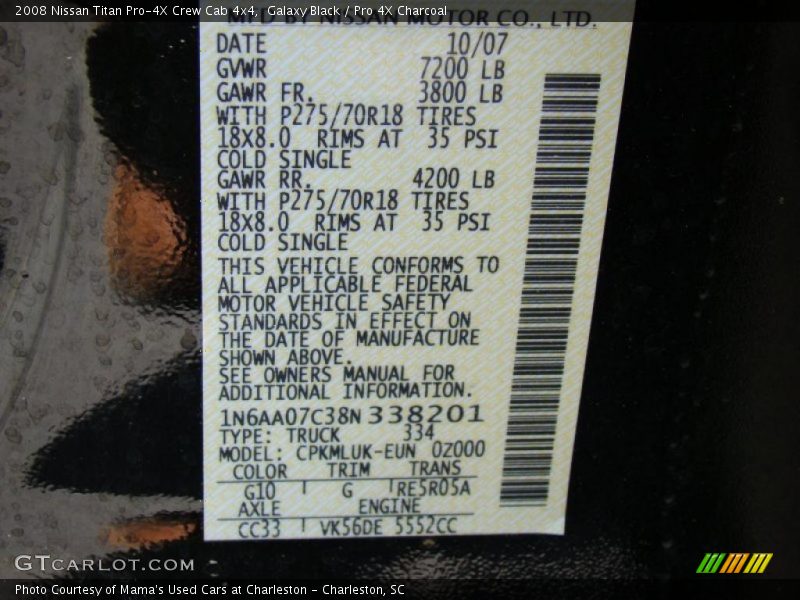 2008 Nissan Titan Pro-4X Crew Cab 4x4, Galaxy Black / Pro 4X Charcoal
MFD BY NISSAN MOTOR CO., LTD.
DATE 10/07
GVWR 7200 LB
GAWR FR. 3800 LB
WITH P275/70R18 TIRES
18X8.0 RIMS AT 35 PSI
COLD SINGLE
GAWR RR. 4200 LB
WITH P275/70R18 TIRES
18X8.0 RIMS AT 35 PSI
COLD SINGLE
THIS VEHICLE CONFORMS TO
ALL APPLICABLE FEDERAL
MOTOR VEHICLE SAFETY
STANDARDS IN EFFECT ON
THE DATE OF MANUFACTURE
SHOWN ABOVE.
SEE OWNERS MANUAL FOR
ADDITIONAL INFORMATION.
1N6AA07C38N338201
TYPE: TRUCK 334
MODEL: CPKMLUK-EUN 0Z000
COLOR TRIM TRANS
G10 G RE5R05A
AXLE ENGINE
CC33 VK56DE 5552CC
GTCARLOT.COM
Photo Courtesy of Mama's Used Cars at Charleston - Charleston, SC